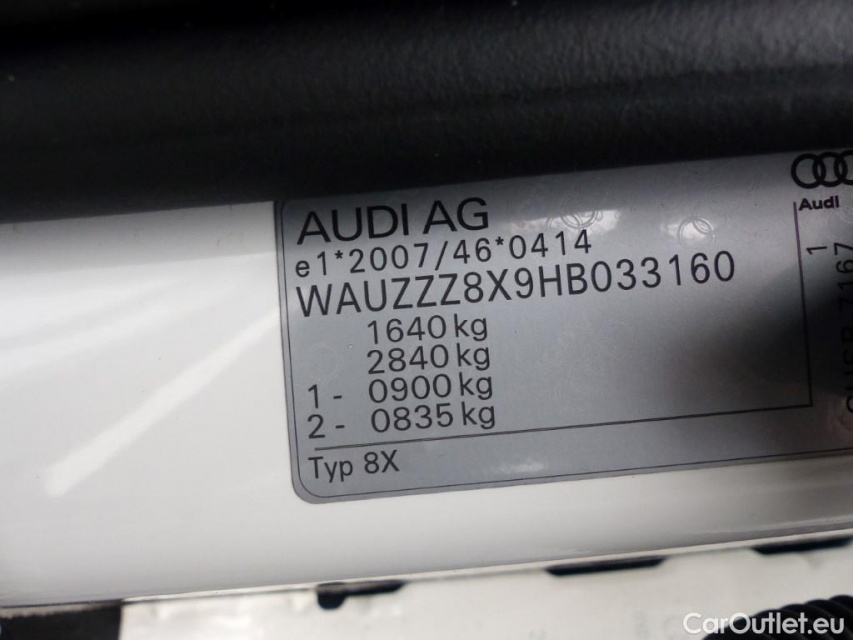 AUDI AG
e1*2007/46*0414
WAUZZZ8X9HB033160
1640 kg
2840 kg
1 - 0900 kg
2 - 0835 kg
Typ 8X
Audi
1
CarOutlet.eu